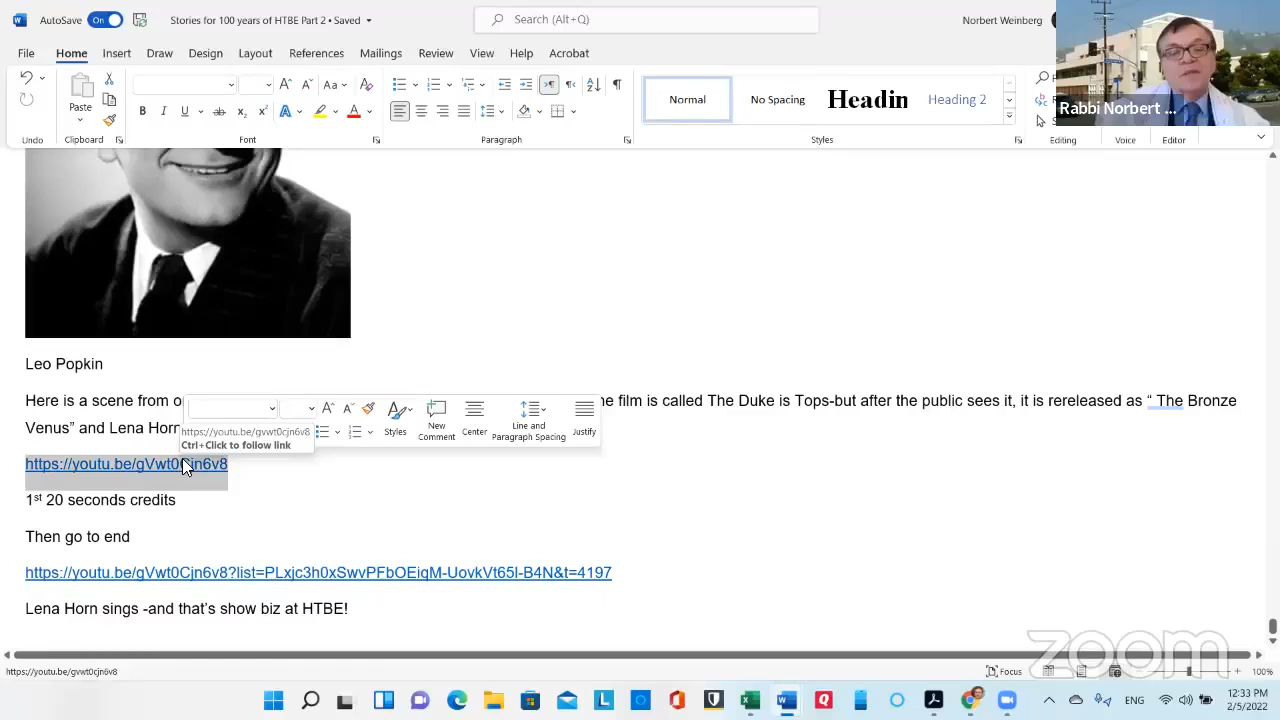 AutoSave On Stories for 100 years of HTBE Part 2 • Saved Search (Alt+Q) Norbert Weinberg
File Home Insert Draw Design Layout References Mailings Review View Help Acrobat
Rabbi Norbert ...
Paste
Normal No Spacing Headin Heading 2
Undo Clipboard Font Paragraph Styles Editing Voice Editor
Leo Popkin
Here is a scene from o
ne film is called The Duke is Tops-but after the public sees it, it is rereleased as “ The Bronze
Venus” and Lena Horn
Styles New Comment Center Line and Paragraph Spacing Justify
https://youtu.be/gvwt0cjn6v8
Ctrl+Click to follow link
https://youtu.be/gVwt0Cjn6v8
1st 20 seconds credits
Then go to end
https://youtu.be/gVwt0Cjn6v8?list=PLxjc3h0xSwvPFbOEiqM-UovkVt65l-B4N&t=4197
Lena Horn sings -and that’s show biz at HTBE!
zoom
https://youtu.be/gvwt0cjn6v8 Focus 100%
ENG 12:33 PM
2/5/2022